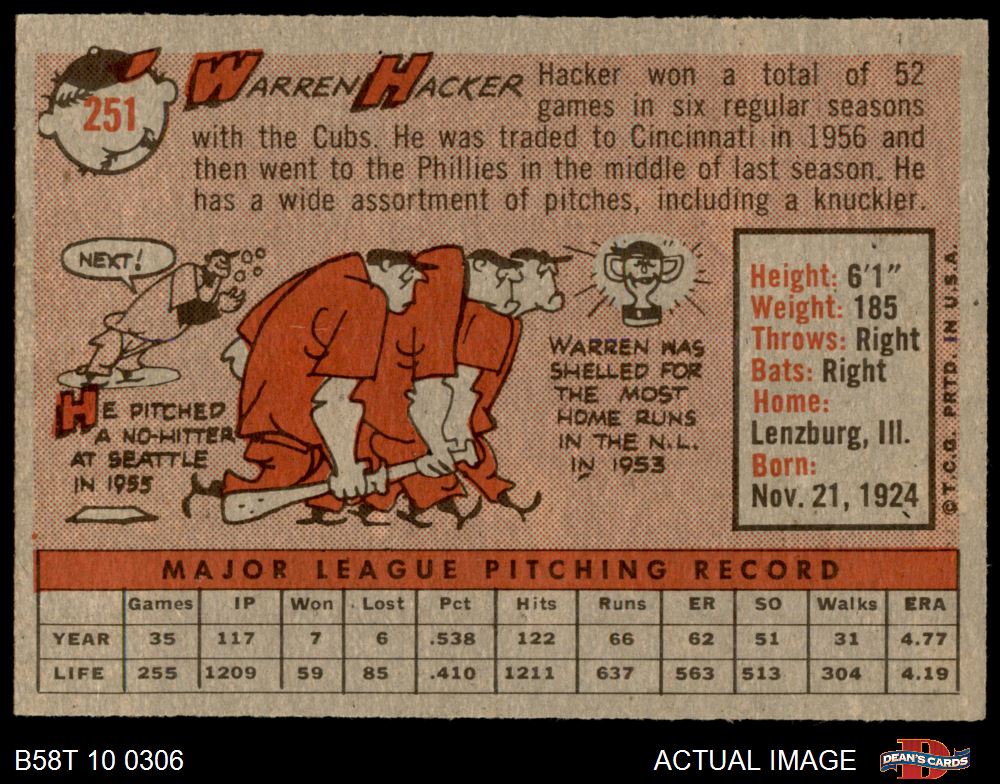 251
WARREN HACKER
Hacker won a total of 52
games in six regular seasons
with the Cubs. He was traded to Cincinnati in 1956 and
then went to the Phillies in the middle of last season. He
has a wide assortment of pitches, including a knuckler.
NEXT!
HE PITCHED
A NO-HITTER
AT SEATTLE
IN 1955
WARREN WAS
SHELLED FOR
THE MOST
HOME RUNS
IN THE N.L.
IN 1953
Height: 6'1"
Weight: 185
Throws: Right
Bats: Right
Home:
Lenzburg, Ill.
Born:
Nov. 21, 1924
© T.C.G. PRTD. IN U.S.A.
MAJOR LEAGUE PITCHING RECORD
Games IP Won Lost Pct Hits Runs ER SO Walks ERA
YEAR 35 117 7 6 .538 122 66 62 51 31 4.77
LIFE 255 1209 59 85 .410 1211 637 563 513 304 4.19
B58T 10 0306
ACTUAL IMAGE
D
DEAN'S CARDS